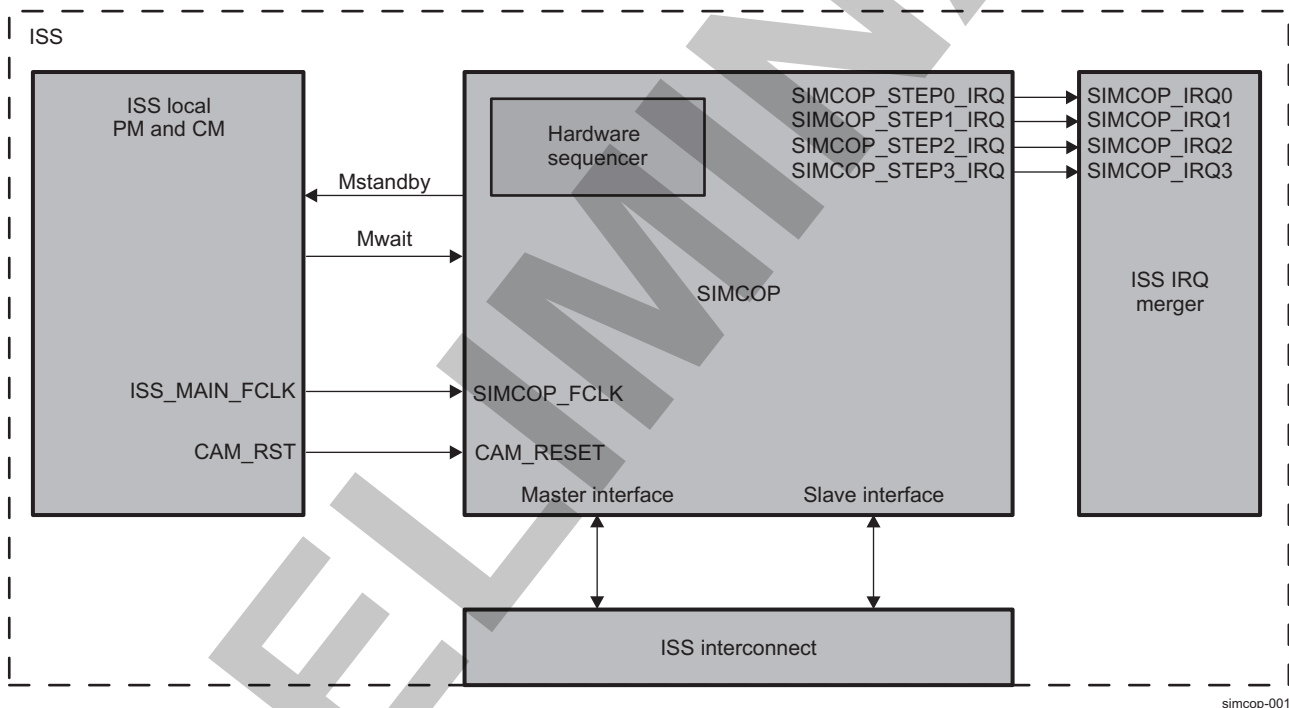 ISS
ISS local
PM and CM
Mstandby
Mwait
ISS_MAIN_FCLK
CAM_RST
Hardware
sequencer
SIMCOP
SIMCOP_FCLK
CAM_RESET
Master interface
Slave interface
SIMCOP_STEP0_IRQ
SIMCOP_STEP1_IRQ
SIMCOP_STEP2_IRQ
SIMCOP_STEP3_IRQ
SIMCOP_IRQ0
SIMCOP_IRQ1
SIMCOP_IRQ2
SIMCOP_IRQ3
ISS IRQ
merger
ISS interconnect
simcop-001
ELIMIN